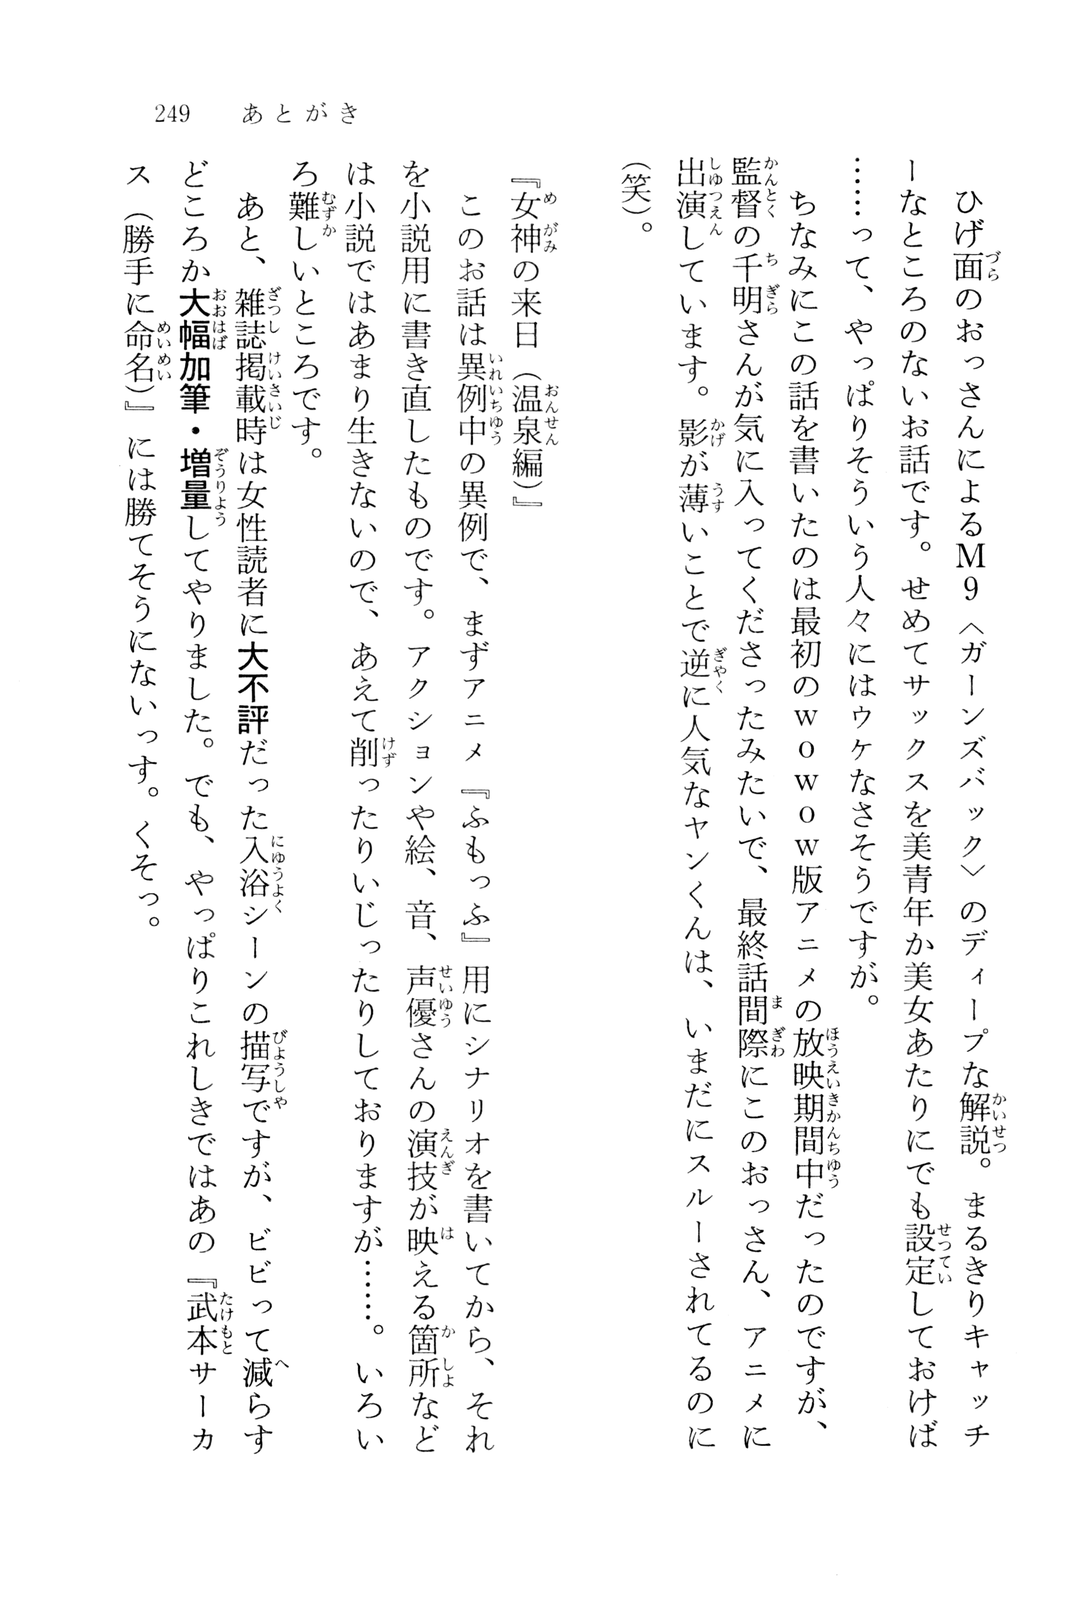 249　あとがき
　ひげ面のおっさんによるM9〈ガーンズバック〉のディープな解説。まるきりキャッチ
ーなところのないお話です。せめてサックスを美青年か美女あたりにでも設定しておけば
……って、やっぱりそういう人々にはウケなさそうですが。
　ちなみにこの話を書いたのは最初のwowow版アニメの放映期間中だったのですが、
監督の千明さんが気に入ってくださったみたいで、最終話間際にこのおっさん、アニメに
出演しています。影が薄いことで逆に人気なヤンくんは、いまだにスルーされてるのに
（笑）。
『女神の来日（温泉編）』
　このお話は異例中の異例で、まずアニメ『ふもっふ』用にシナリオを書いてから、それ
を小説用に書き直したものです。アクションや絵、音、声優さんの演技が映える箇所など
は小説ではあまり生きないので、あえて削ったりいじったりしておりますが……。いろい
ろ難しいところです。
　あと、雑誌掲載時は女性読者に大不評だった入浴シーンの描写ですが、ビビって減らす
どころか大幅加筆・増量してやりました。でも、やっぱりこれしきではあの『武本サーカ
ス（勝手に命名）』には勝てそうにないっす。くそっ。